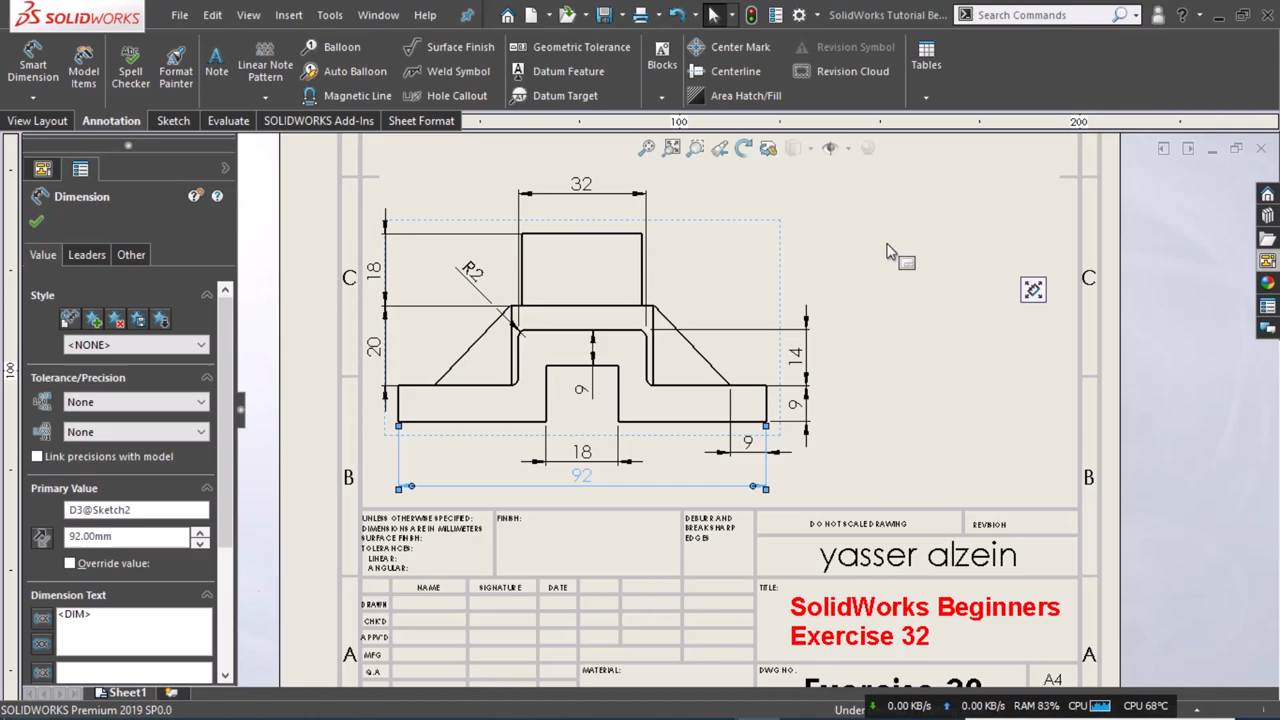 SOLIDWORKS
File Edit View Insert Tools Window Help
SolidWorks Tutorial Be...
Search Commands
Smart Dimension
Model Items
Spell Checker
Format Painter
Note
Linear Note Pattern
Balloon
Auto Balloon
Magnetic Line
Surface Finish
Weld Symbol
Hole Callout
Geometric Tolerance
Datum Feature
Datum Target
Blocks
Center Mark
Centerline
Area Hatch/Fill
Revision Symbol
Revision Cloud
Tables
View Layout Annotation Sketch Evaluate SOLIDWORKS Add-Ins Sheet Format
100
200
Dimension
Value Leaders Other
Style
<NONE>
Tolerance/Precision
None
None
Link precisions with model
Primary Value
D3@Sketch2
92.00mm
Override value:
Dimension Text
<DIM>
100
32
18
R2
20
14
9
9
18
9
92
C
C
B
B
A
A
UNLESS OTHERWISE SPECIFIED:
DIMENSIONS ARE IN MILLIMETERS
SURFACE FINISH:
TOLERANCES:
LINEAR:
ANGULAR:
FINISH:
DEBURR AND
BREAK SHARP
EDGES
DO NOT SCALE DRAWING
REVISION
yasser alzein
NAME SIGNATURE DATE
DRAWN
CHK'D
APPV'D
MFG
Q.A
TITLE:
SolidWorks Beginners
Exercise 32
MATERIAL:
DWG NO.
A4
Sheet1
SOLIDWORKS Premium 2019 SP0.0
Under
0.00 KB/s 0.00 KB/s RAM 83% CPU CPU 68°C